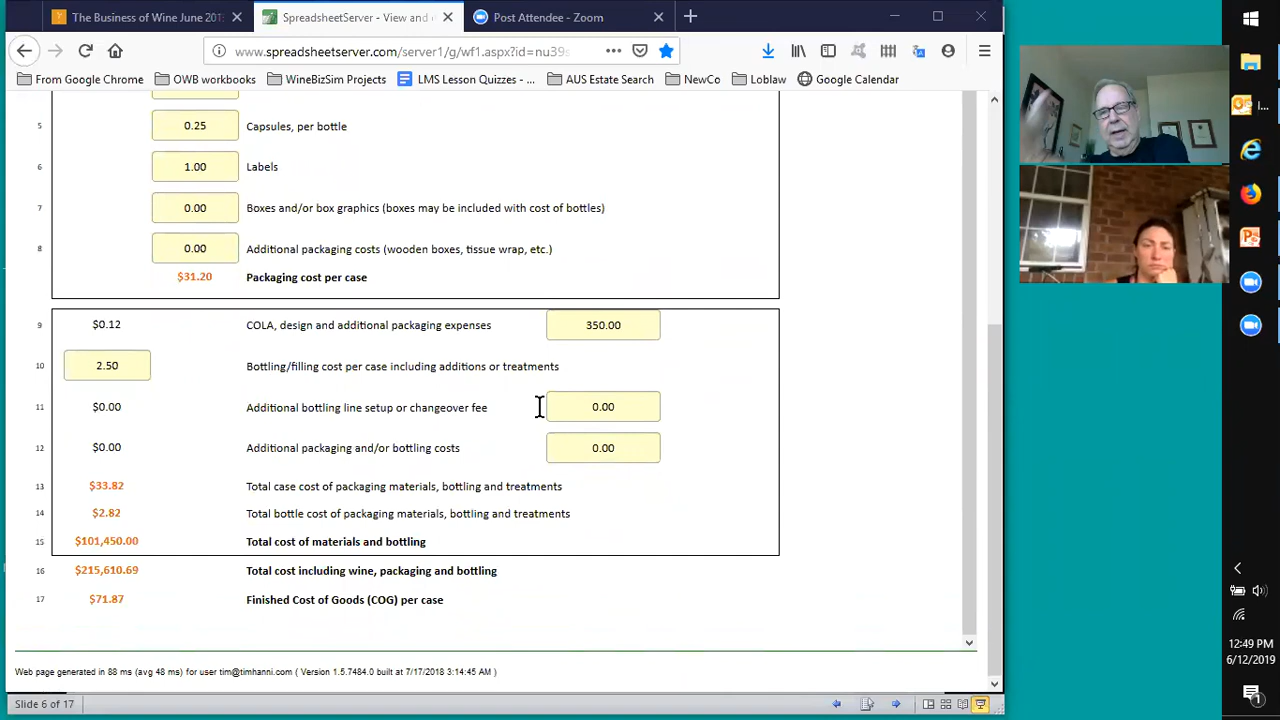 The Business of Wine June 201
SpreadsheetServer - View and
Post Attendee - Zoom
www.spreadsheetserver.com/server1/g/wf1.aspx?id=nu39s
From Google Chrome
OWB workbooks
WineBizSim Projects
LMS Lesson Quizzes - ...
AUS Estate Search
NewCo
Loblaw
Google Calendar
5 0.25 Capsules, per bottle
6 1.00 Labels
7 0.00 Boxes and/or box graphics (boxes may be included with cost of bottles)
8 0.00 Additional packaging costs (wooden boxes, tissue wrap, etc.)
$31.20 Packaging cost per case
9 $0.12 COLA, design and additional packaging expenses 350.00
10 2.50 Bottling/filling cost per case including additions or treatments
11 $0.00 Additional bottling line setup or changeover fee 0.00
12 $0.00 Additional packaging and/or bottling costs 0.00
13 $33.82 Total case cost of packaging materials, bottling and treatments
14 $2.82 Total bottle cost of packaging materials, bottling and treatments
15 $101,450.00 Total cost of materials and bottling
16 $215,610.69 Total cost including wine, packaging and bottling
17 $71.87 Finished Cost of Goods (COG) per case
Web page generated in 88 ms (avg 48 ms) for user tim@timhanni.com ( Version 1.5.7484.0 built at 7/17/2018 3:14:45 AM )
Slide 6 of 17
I...
12:49 PM
6/12/2019
1